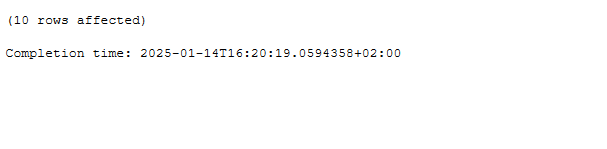 (10 rows affected)
Completion time: 2025-01-14T16:20:19.0594358+02:00